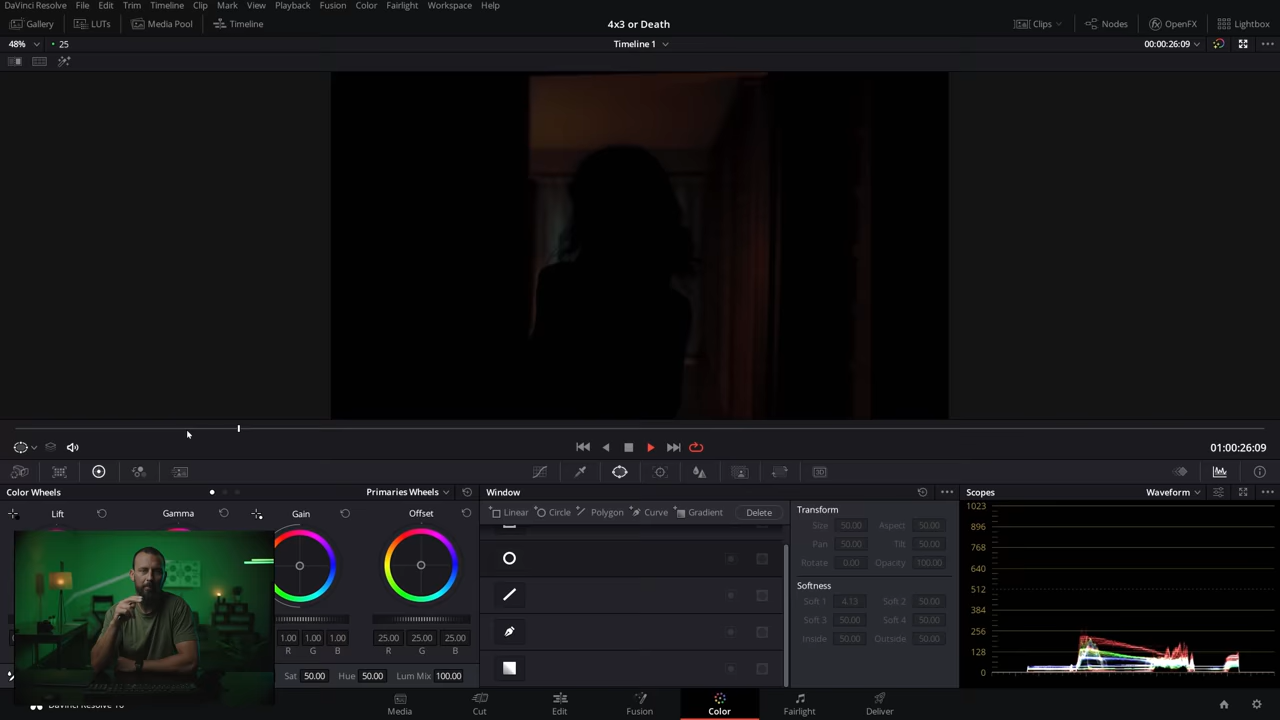 DaVinci Resolve File Edit Trim Timeline Clip Mark View Playback Fusion Color Fairlight Workspace Help
Gallery LUTs Media Pool Timeline 4x3 or Death Clips Nodes OpenFX Lightbox
48% 25 Timeline 1 00:00:26:09
01:00:26:09
Color Wheels Primaries Wheels
Lift Gamma Gain Offset
1.00 1.00 1.00 25.00 25.00 25.00
R G B R G B
Sat 50.00 Hue 50.00 Lum Mix 100.00
Window
Linear Circle Polygon Curve Gradient Delete
Transform
Size 50.00 Aspect 50.00
Pan 50.00 Tilt 50.00
Rotate 0.00 Opacity 100.00
Softness
Soft 1 4.13 Soft 2 50.00
Soft 3 50.00 Soft 4 50.00
Inside 50.00 Outside 50.00
Scopes Waveform
1023
896
768
640
512
384
256
128
0
Media Cut Edit Fusion Color Fairlight Deliver